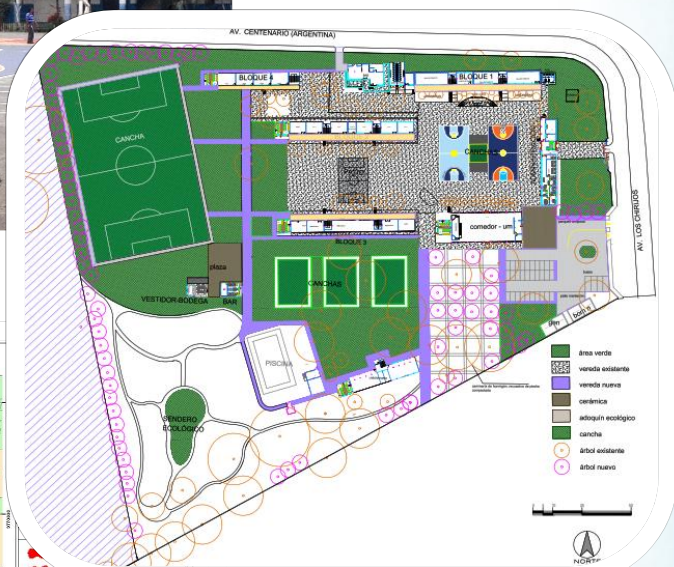 AV. CENTENARIO (ARGENTINA)
BLOQUE 4
BLOQUE 1
CANCHA
CANCHAS
AV. LOS CHIRIJOS
comedor - um
BLOQUE 3
plaza
VESTIDOR-BODEGA
BAR
CANCHAS
PISCINA
SENDERO
ECOLÓGICO
área verde
vereda existente
vereda nueva
cerámica
adoquín ecológico
cancha
árbol existente
árbol nuevo
NORTE